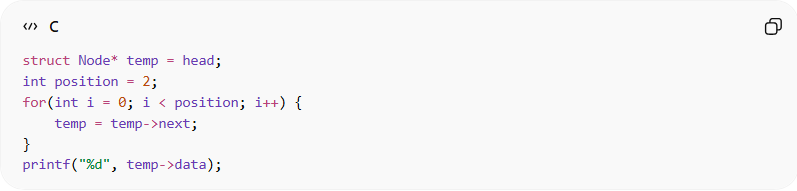 </> C
struct Node* temp = head;
int position = 2;
for(int i = 0; i < position; i++) {
    temp = temp->next;
}
printf("%d", temp->data);